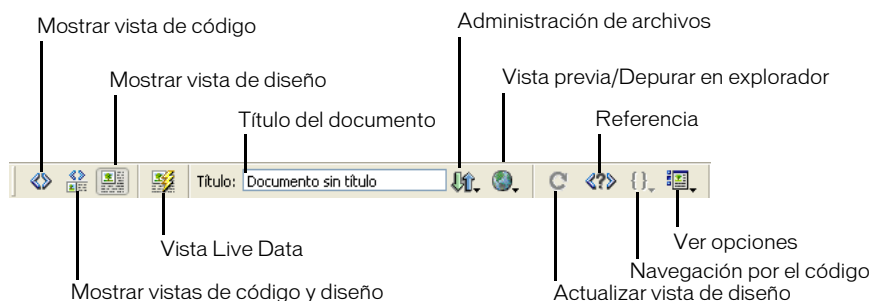 Mostrar vista de código
Administración de archivos
Mostrar vista de diseño
Vista previa/Depurar en explorador
Título del documento
Referencia
Título: Documento sin título
Vista Live Data
Ver opciones
Navegación por el código
Mostrar vistas de código y diseño
Actualizar vista de diseño